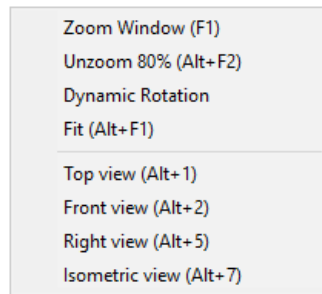 Zoom Window (F1)
Unzoom 80% (Alt+F2)
Dynamic Rotation
Fit (Alt+F1)
Top view (Alt+1)
Front view (Alt+2)
Right view (Alt+5)
Isometric view (Alt+7)